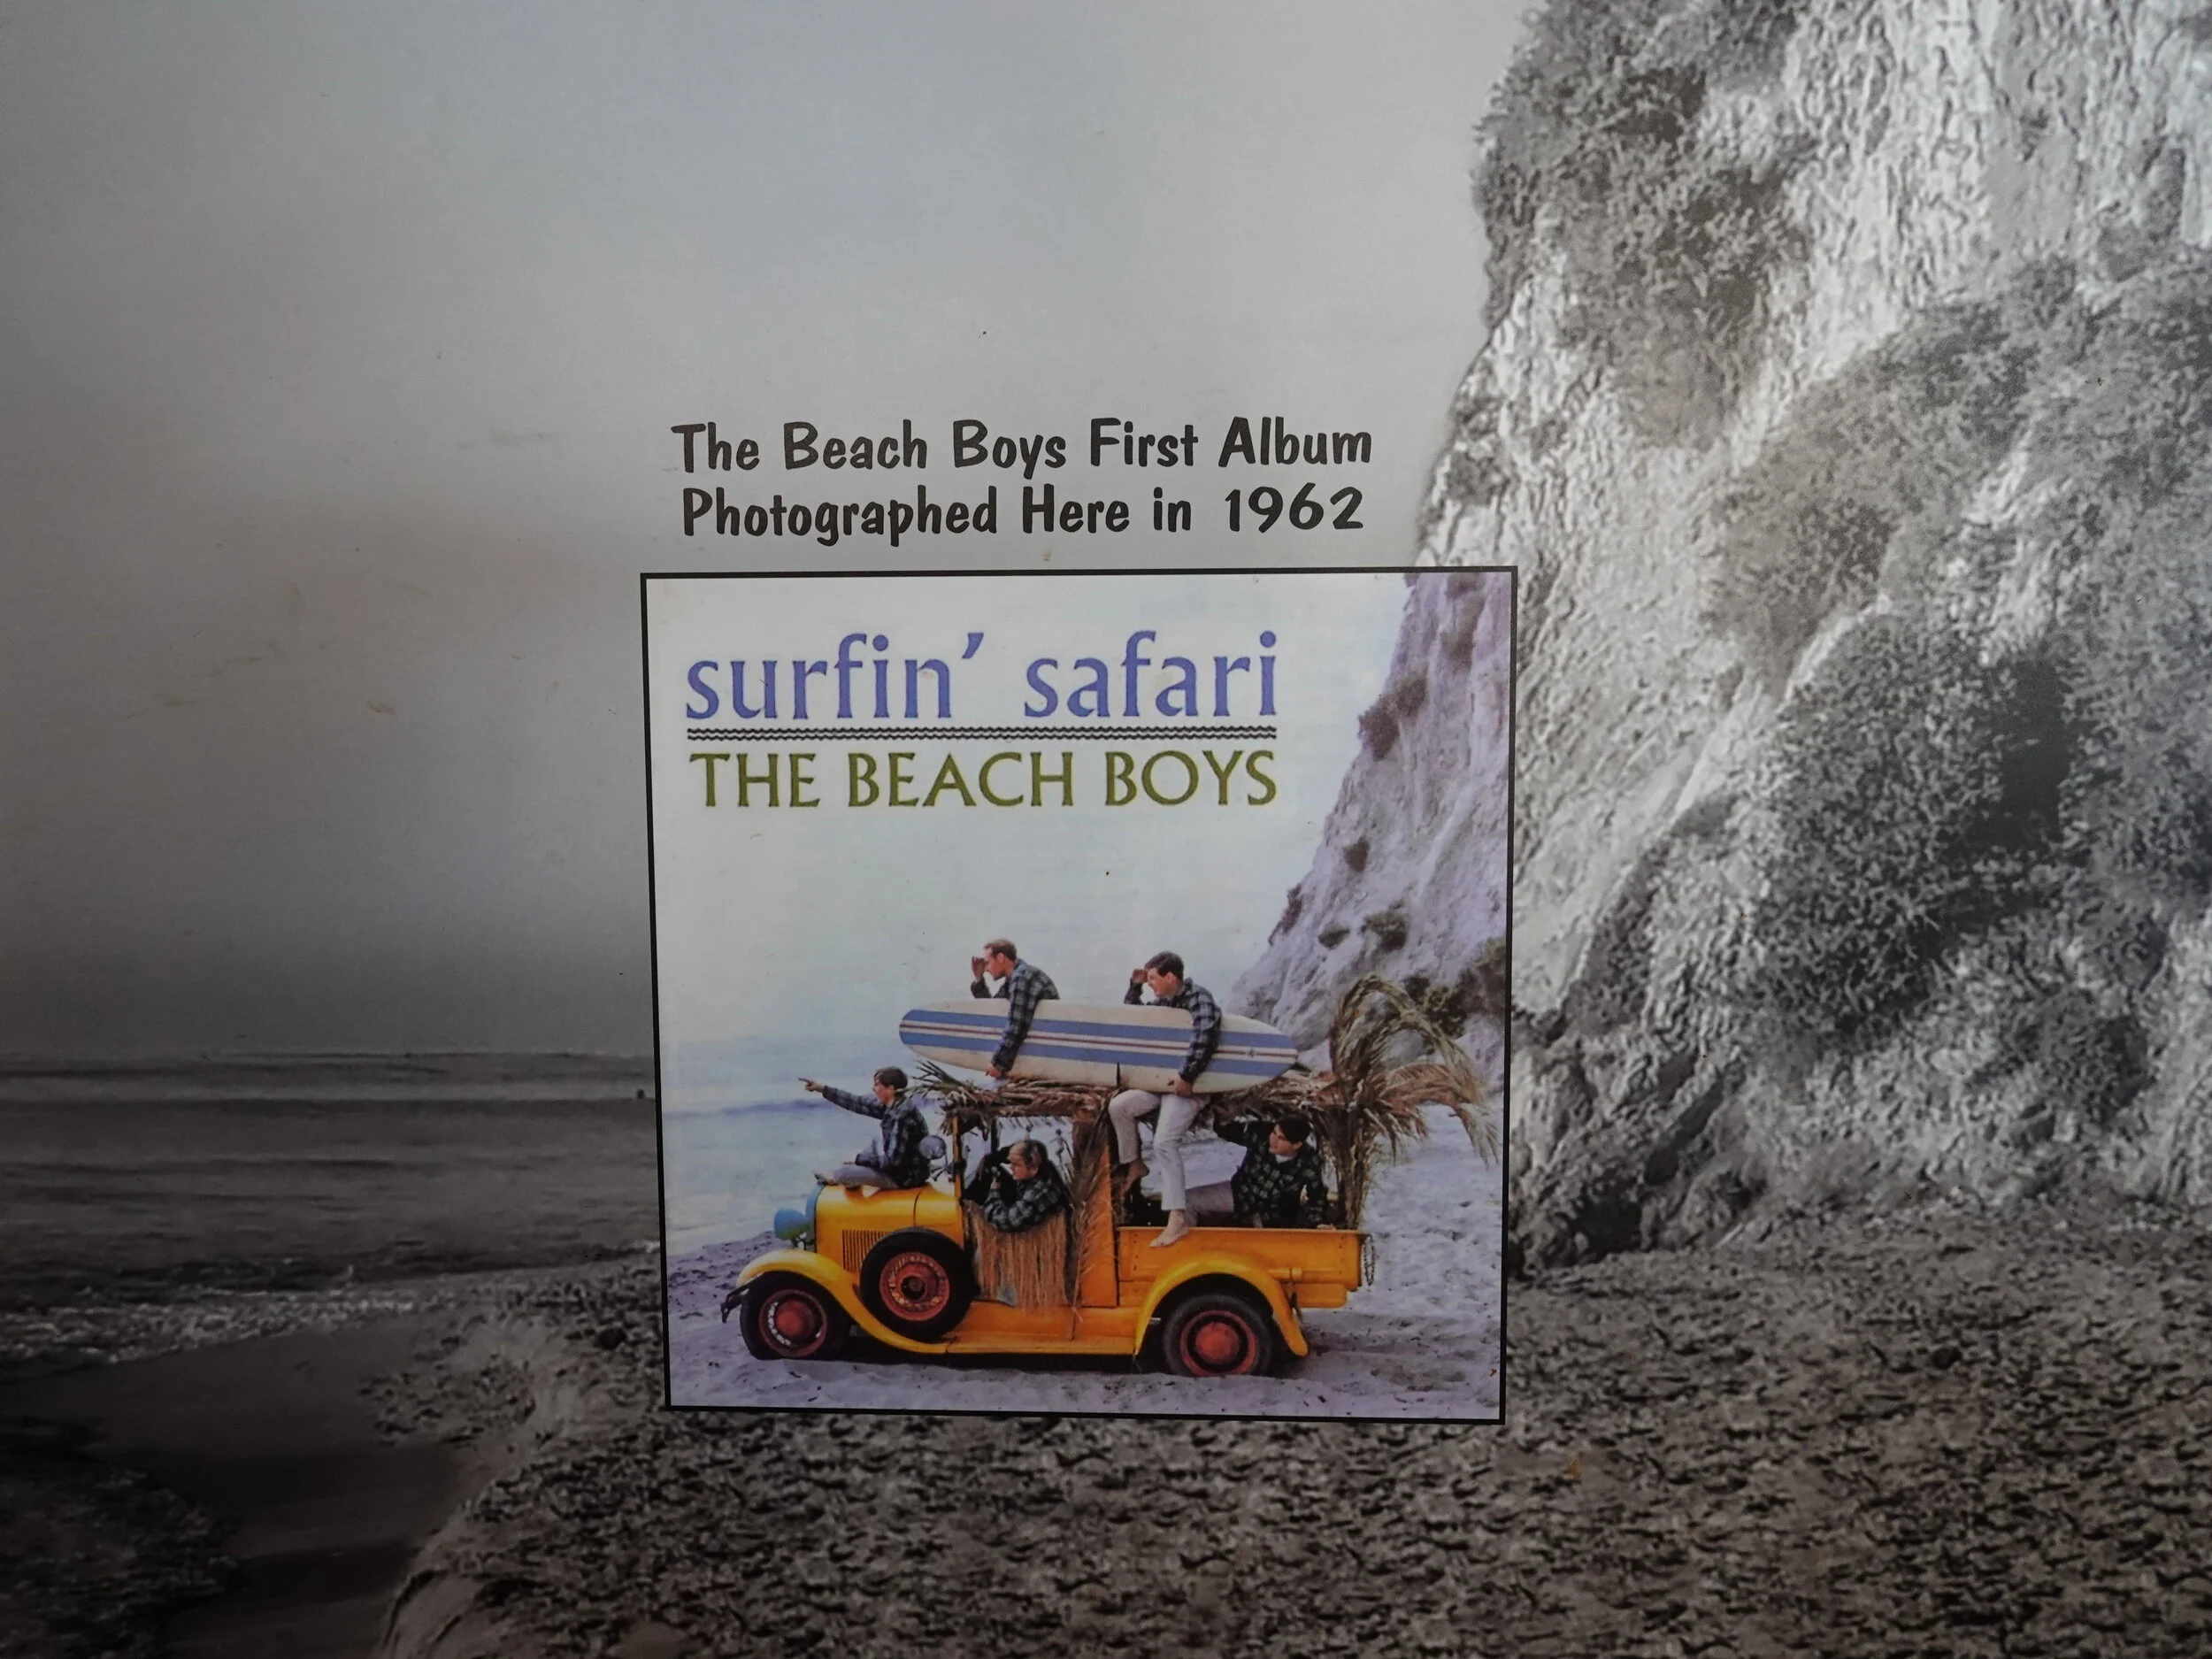 The Beach Boys First Album
Photographed Here in 1962
surfin’ safari
THE BEACH BOYS